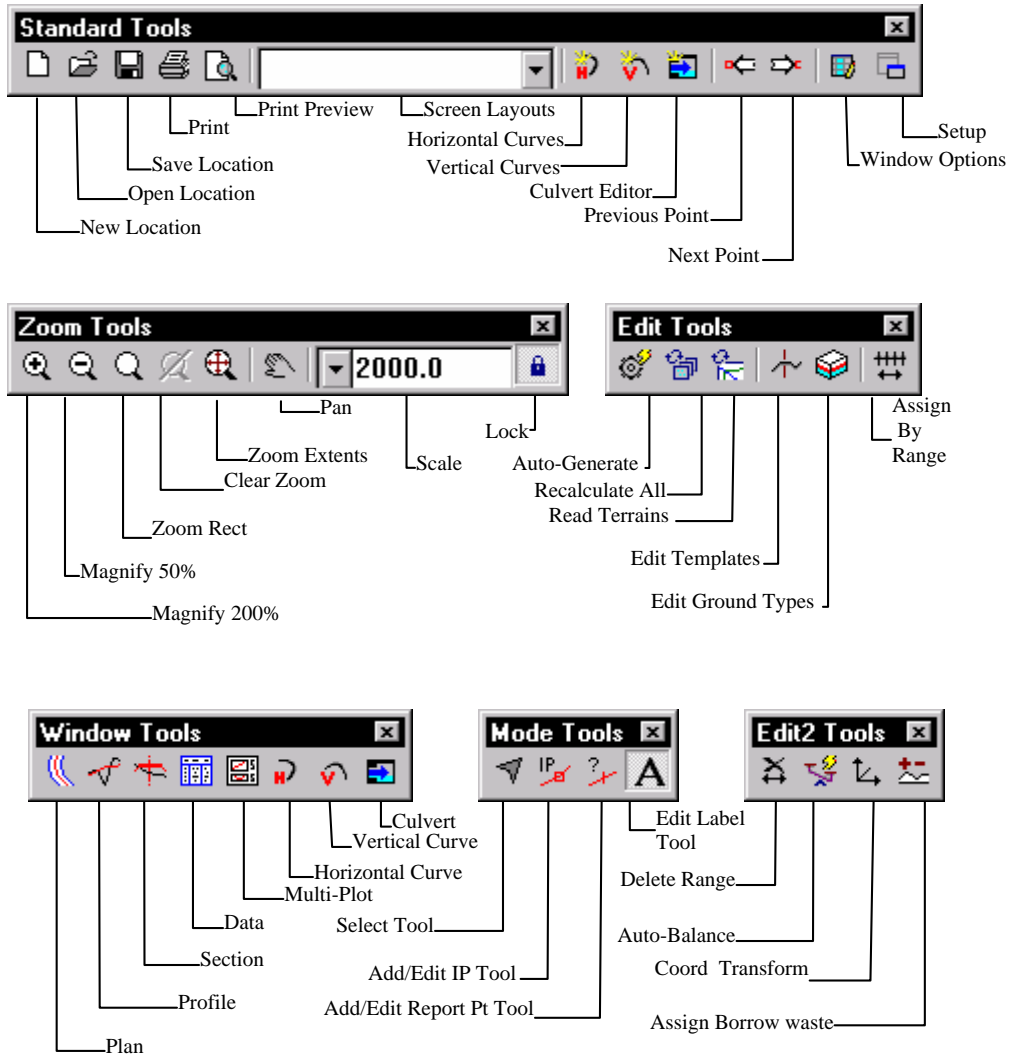 Standard Tools
H V
Print Preview
Screen Layouts
Print
Horizontal Curves
Setup
Save Location
Vertical Curves
Window Options
Open Location
Culvert Editor
New Location
Previous Point
Next Point
Zoom Tools
2000.0
Edit Tools
Pan
Lock
Assign
By
Range
Zoom Extents
Scale
Auto-Generate
Clear Zoom
Recalculate All
Read Terrains
Zoom Rect
Edit Templates
Magnify 50%
Edit Ground Types
Magnify 200%
Window Tools
H V
Mode Tools
IP ? A
Edit2 Tools
Culvert
Edit Label
Tool
Vertical Curve
Horizontal Curve
Delete Range
Multi-Plot
Data
Select Tool
Auto-Balance
Section
Add/Edit IP Tool
Coord Transform
Profile
Add/Edit Report Pt Tool
Assign Borrow waste
Plan